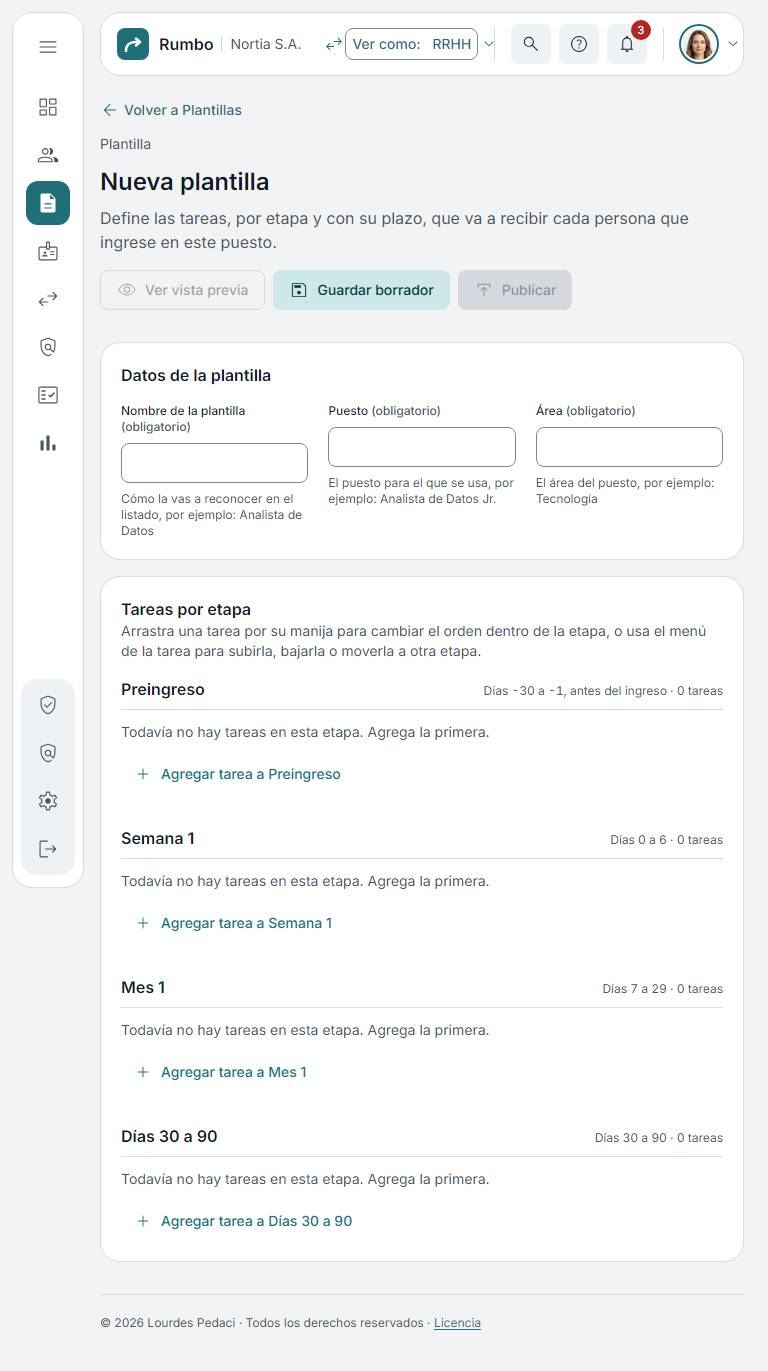 Rumbo
Nortia S.A.
Ver como: RRHH
3
Volver a Plantillas
Plantilla
Nueva plantilla
Define las tareas, por etapa y con su plazo, que va a recibir cada persona que
ingrese en este puesto.
Ver vista previa
Guardar borrador
Publicar
Datos de la plantilla
Nombre de la plantilla
(obligatorio)
Cómo la vas a reconocer en el
listado, por ejemplo: Analista de
Datos
Puesto (obligatorio)
El puesto para el que se usa, por
ejemplo: Analista de Datos Jr.
Área (obligatorio)
El área del puesto, por ejemplo:
Tecnología
Tareas por etapa
Arrastra una tarea por su manija para cambiar el orden dentro de la etapa, o usa el menú
de la tarea para subirla, bajarla o moverla a otra etapa.
Preingreso
Días -30 a -1, antes del ingreso · 0 tareas
Todavía no hay tareas en esta etapa. Agrega la primera.
Agregar tarea a Preingreso
Semana 1
Días 0 a 6 · 0 tareas
Todavía no hay tareas en esta etapa. Agrega la primera.
Agregar tarea a Semana 1
Mes 1
Días 7 a 29 · 0 tareas
Todavía no hay tareas en esta etapa. Agrega la primera.
Agregar tarea a Mes 1
Días 30 a 90
Días 30 a 90 · 0 tareas
Todavía no hay tareas en esta etapa. Agrega la primera.
Agregar tarea a Días 30 a 90
© 2026 Lourdes Pedaci · Todos los derechos reservados · Licencia